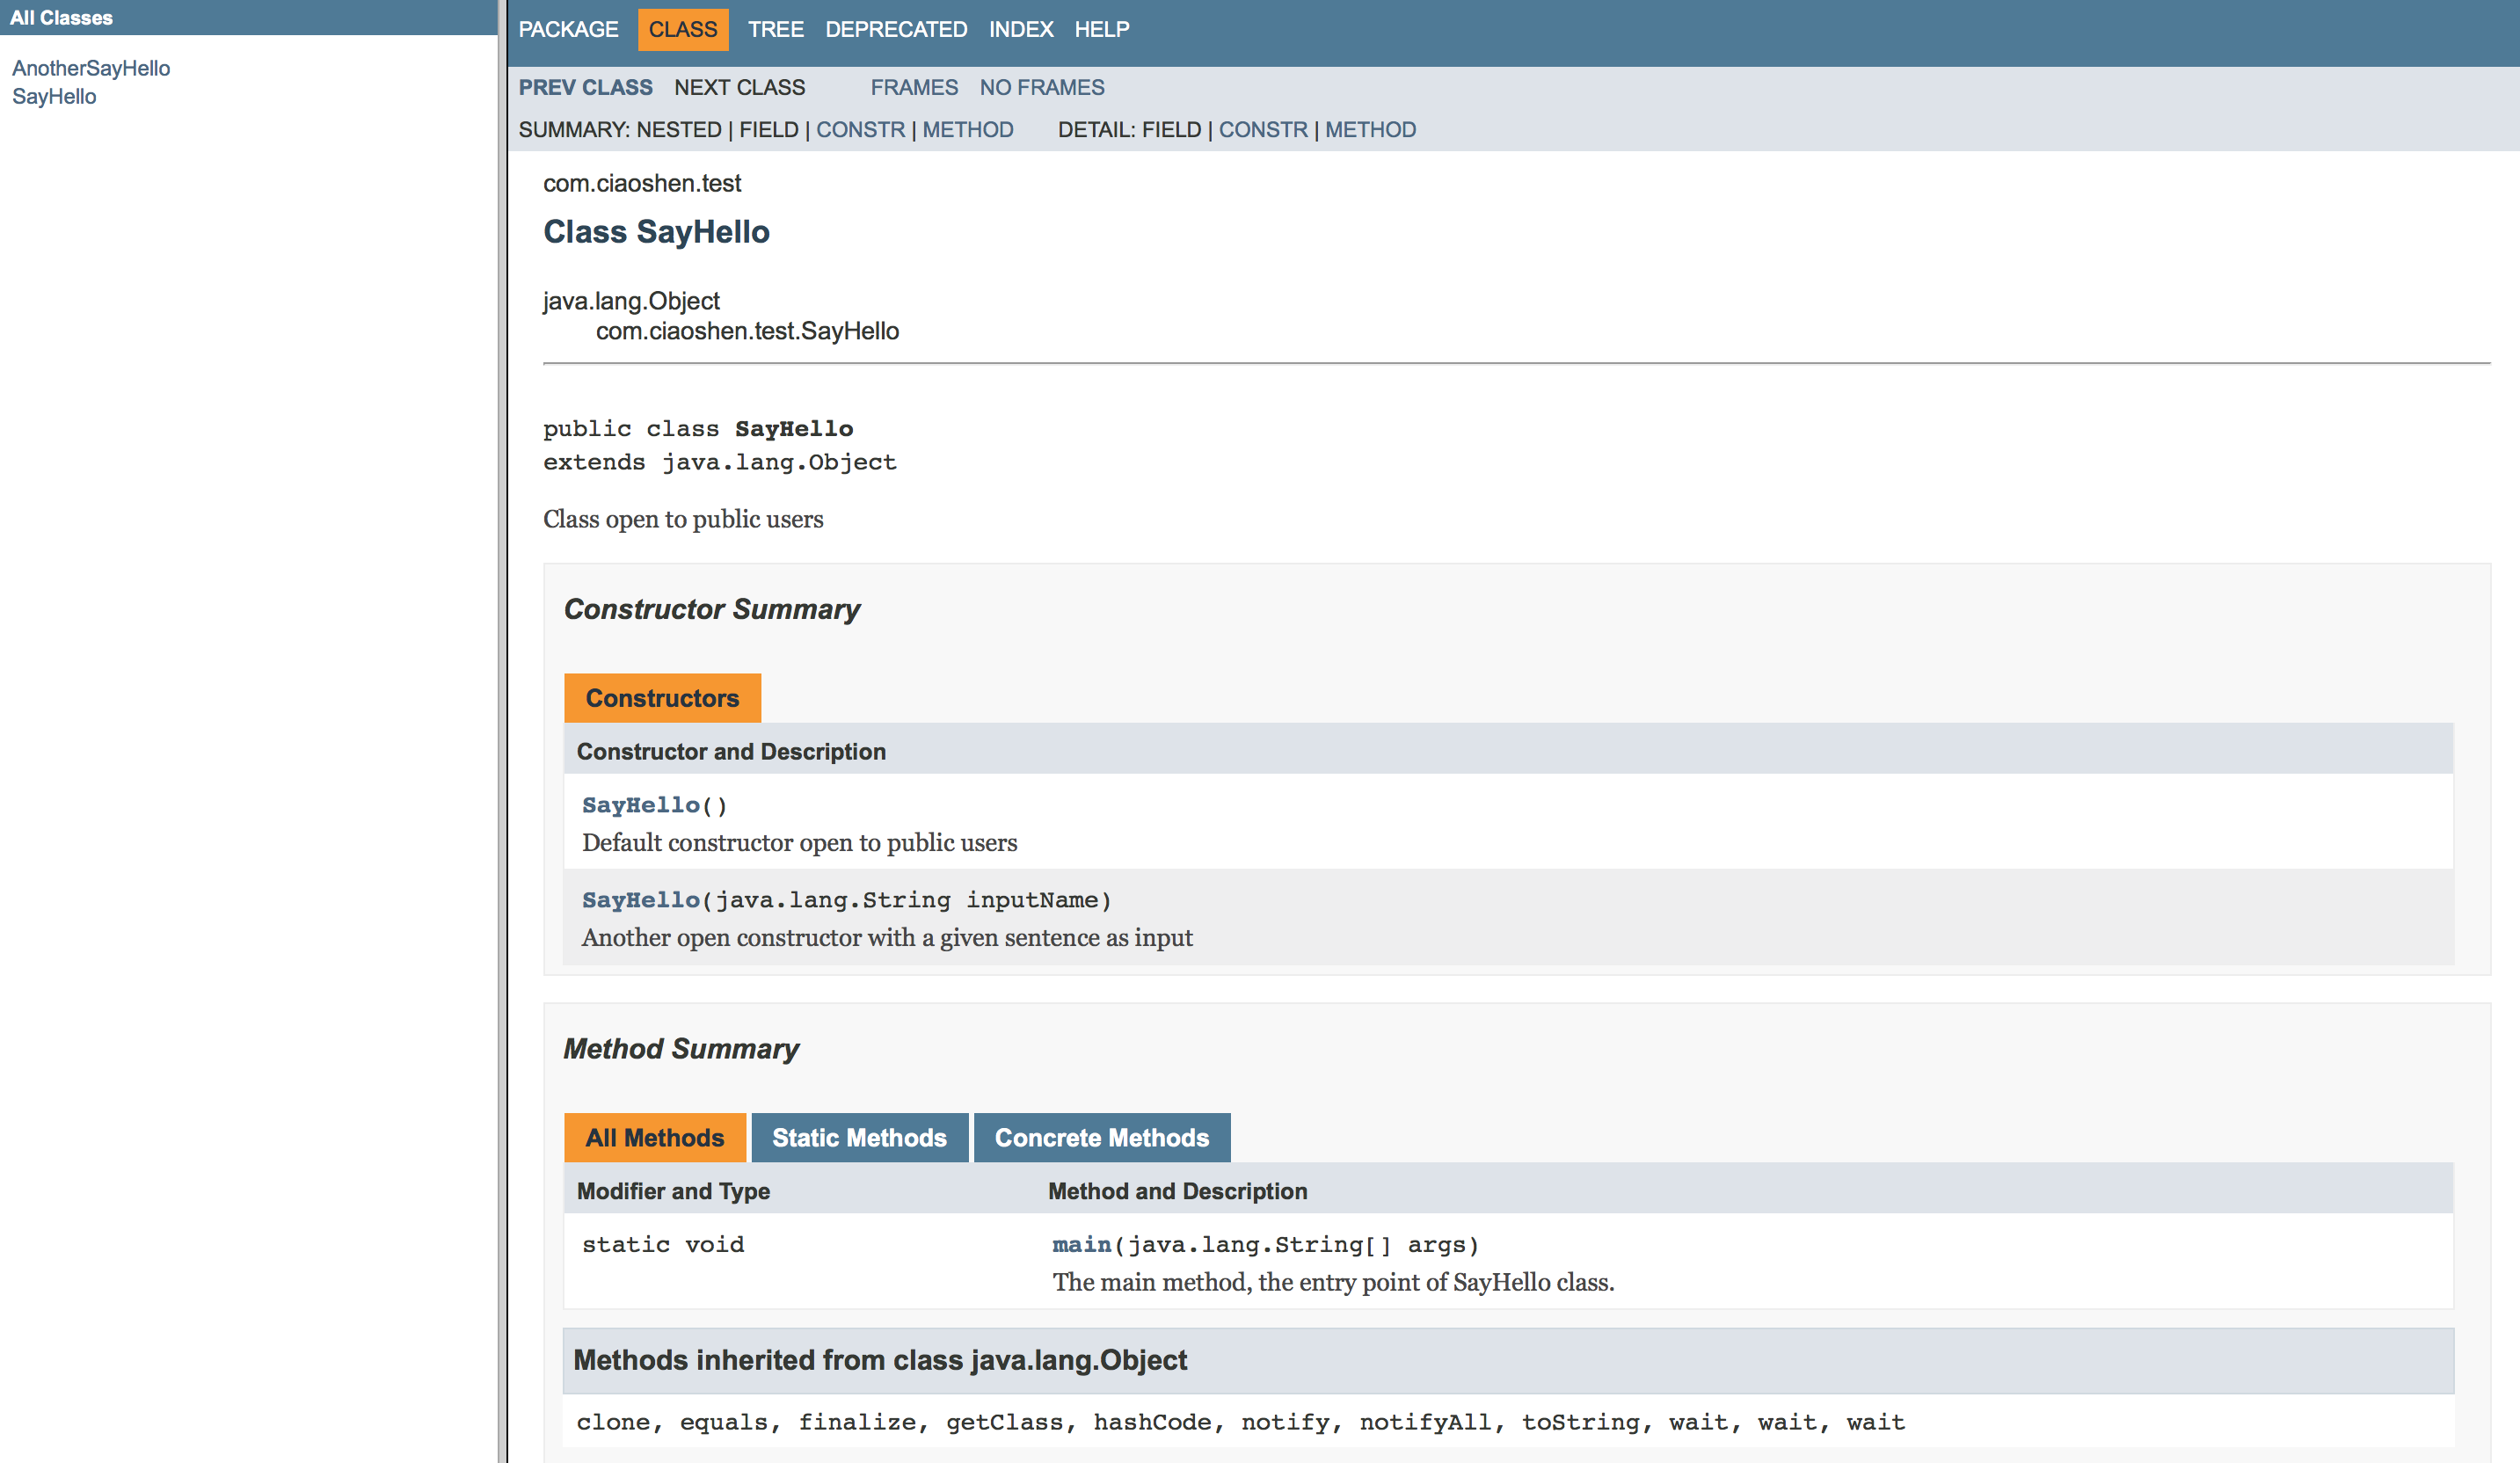 All Classes
AnotherSayHello
SayHello
PACKAGE CLASS TREE DEPRECATED INDEX HELP
PREV CLASS NEXT CLASS FRAMES NO FRAMES
SUMMARY: NESTED | FIELD | CONSTR | METHOD DETAIL: FIELD | CONSTR | METHOD
com.ciaoshen.test
Class SayHello
java.lang.Object
com.ciaoshen.test.SayHello
public class SayHello
extends java.lang.Object
Class open to public users
Constructor Summary
Constructors
Constructor and Description
SayHello()
Default constructor open to public users
SayHello(java.lang.String inputName)
Another open constructor with a given sentence as input
Method Summary
All Methods Static Methods Concrete Methods
Modifier and Type Method and Description
static void main(java.lang.String[] args)
The main method, the entry point of SayHello class.
Methods inherited from class java.lang.Object
clone, equals, finalize, getClass, hashCode, notify, notifyAll, toString, wait, wait, wait